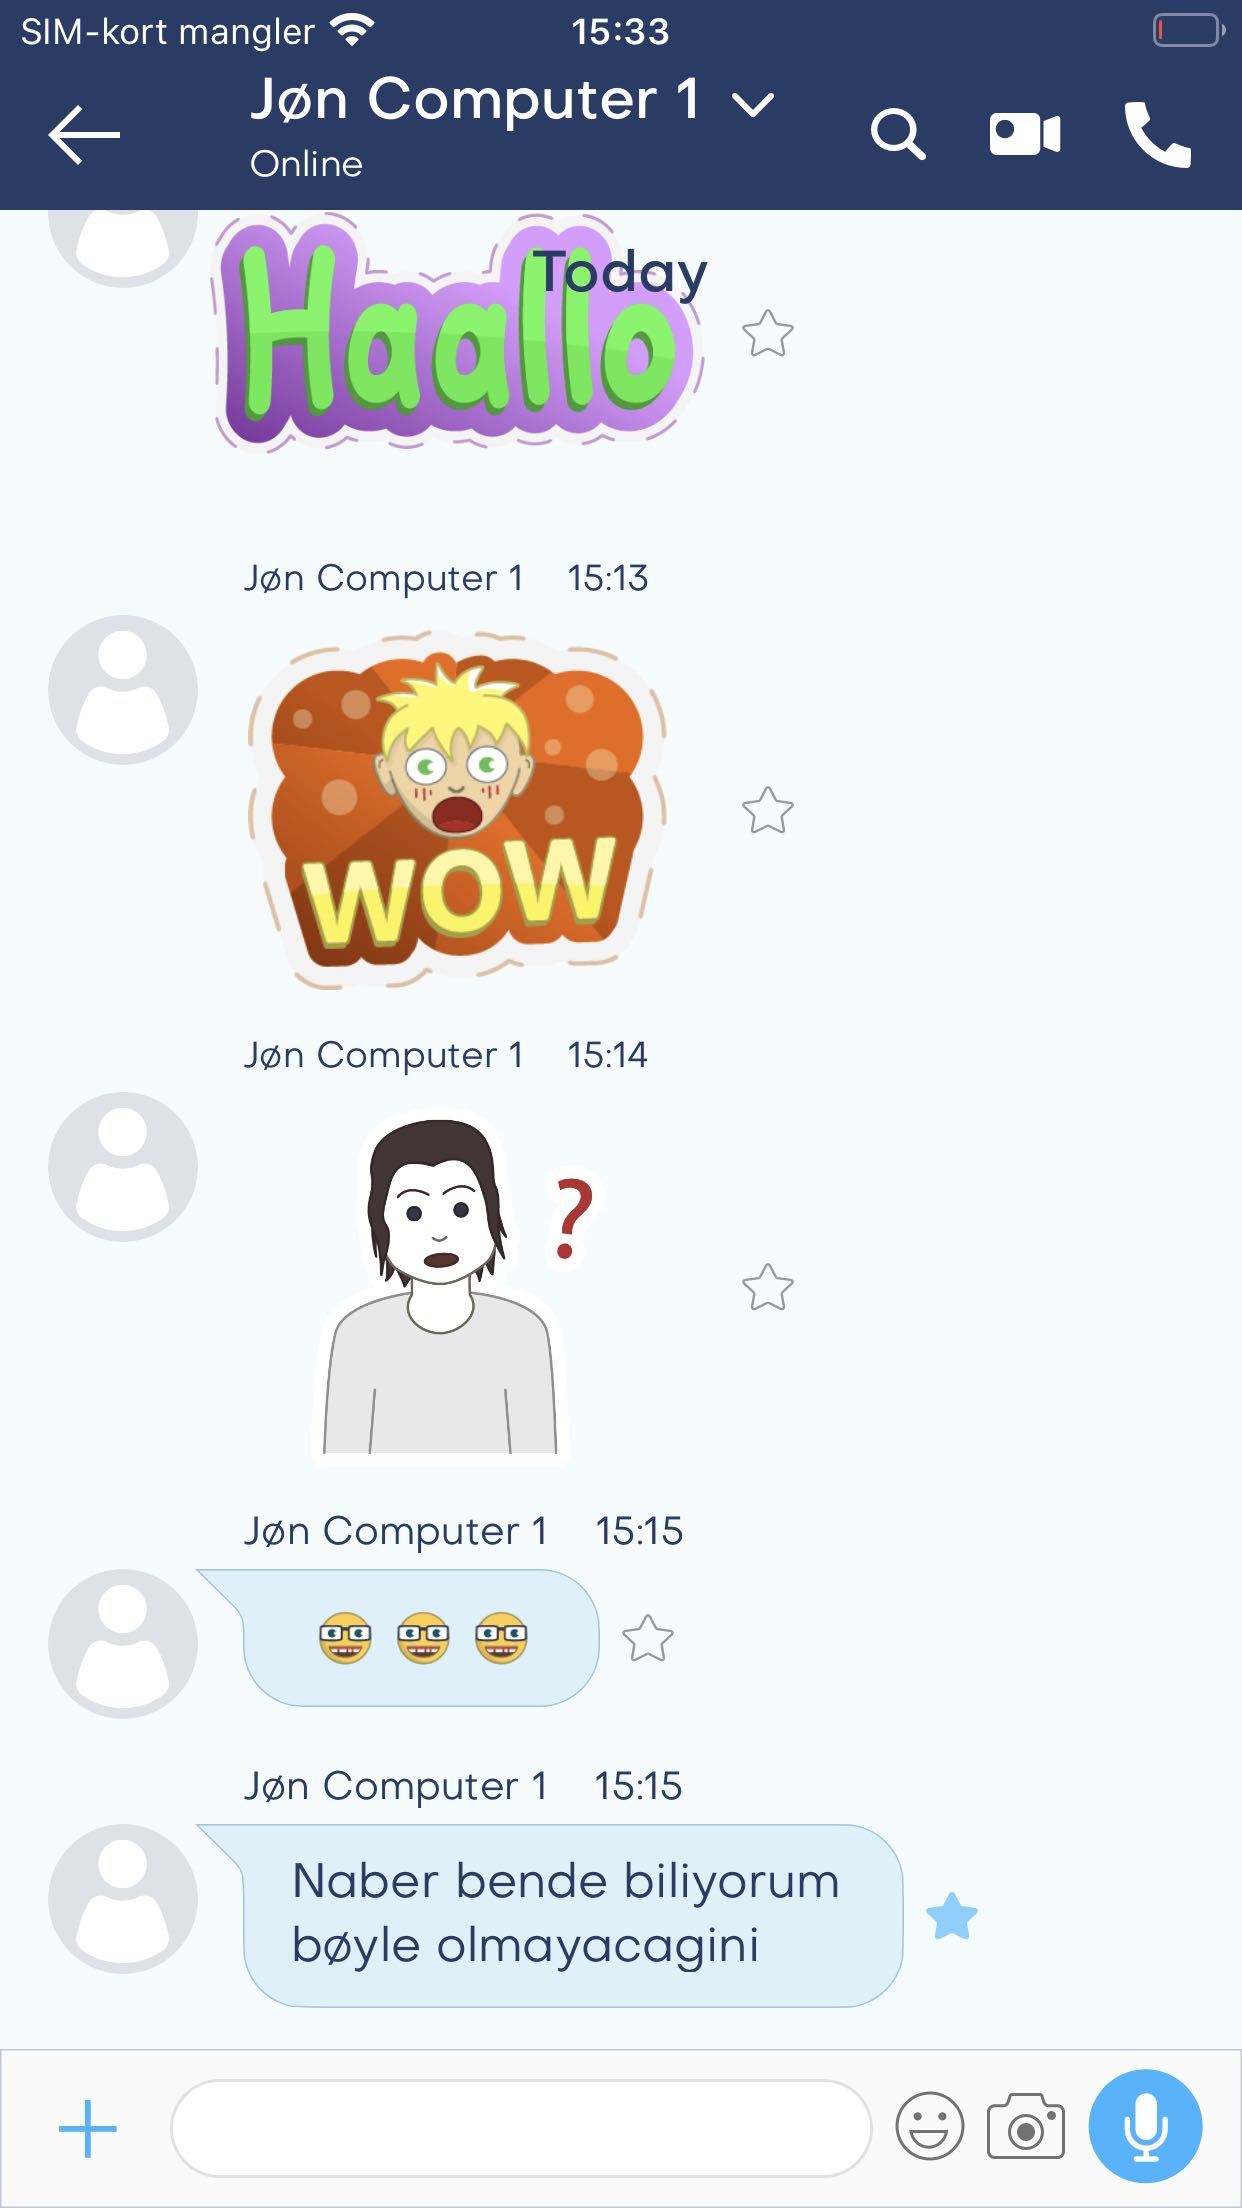 SIM-kort mangler
15:33
Jøn Computer 1
Online
Today
Haallo
Jøn Computer 1 15:13
WOW
Jøn Computer 1 15:14
?
Jøn Computer 1 15:15
Jøn Computer 1 15:15
Naber bende biliyorum
bøyle olmayacagini